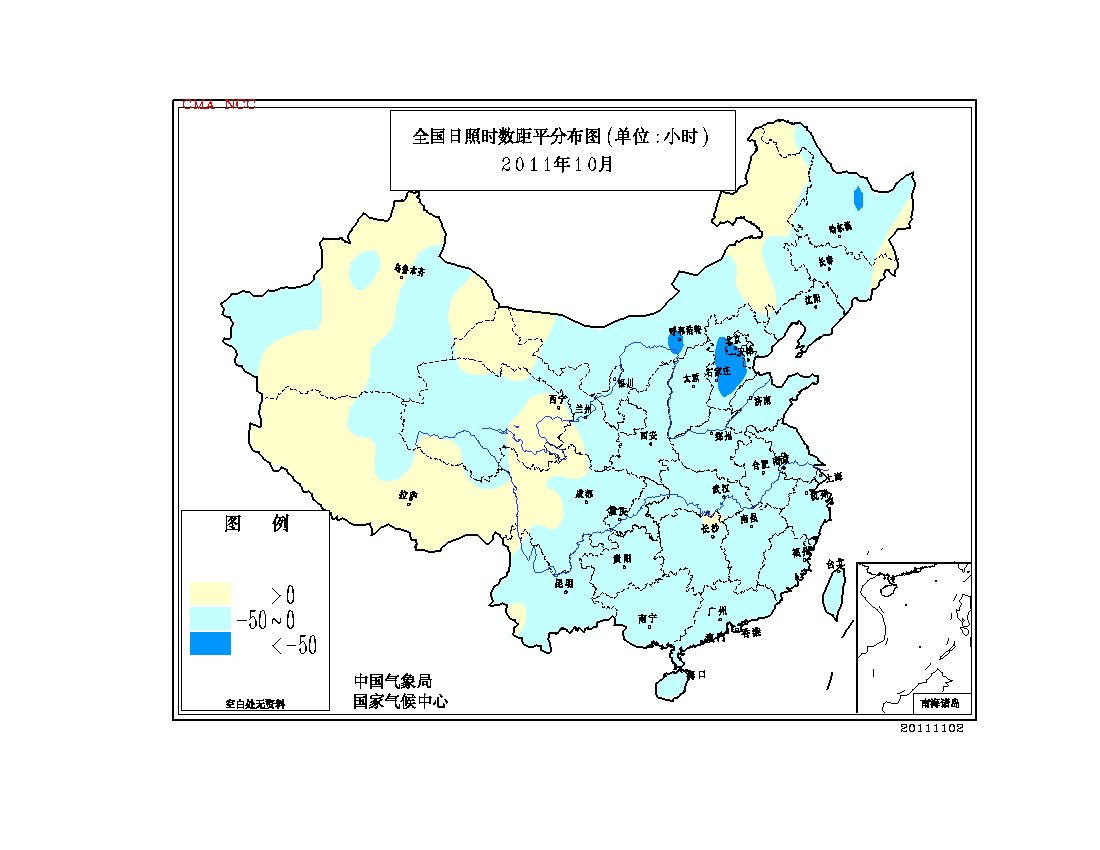 CMA NCC
全国日照时数距平分布图(单位:小时)
2011年10月
哈尔滨
长春
沈阳
乌鲁木齐
呼和浩特
北京
天津
石家庄
太原
银川
济南
西宁
兰州
西安
郑州
合肥
南京
上海
杭州
拉萨
成都
重庆
武汉
长沙
南昌
贵阳
福州
台北
昆明
南宁
广州
澳门
香港
海口
图 例
>0
-50~0
<-50
空白处无资料
中国气象局
国家气候中心
南海诸岛
20111102